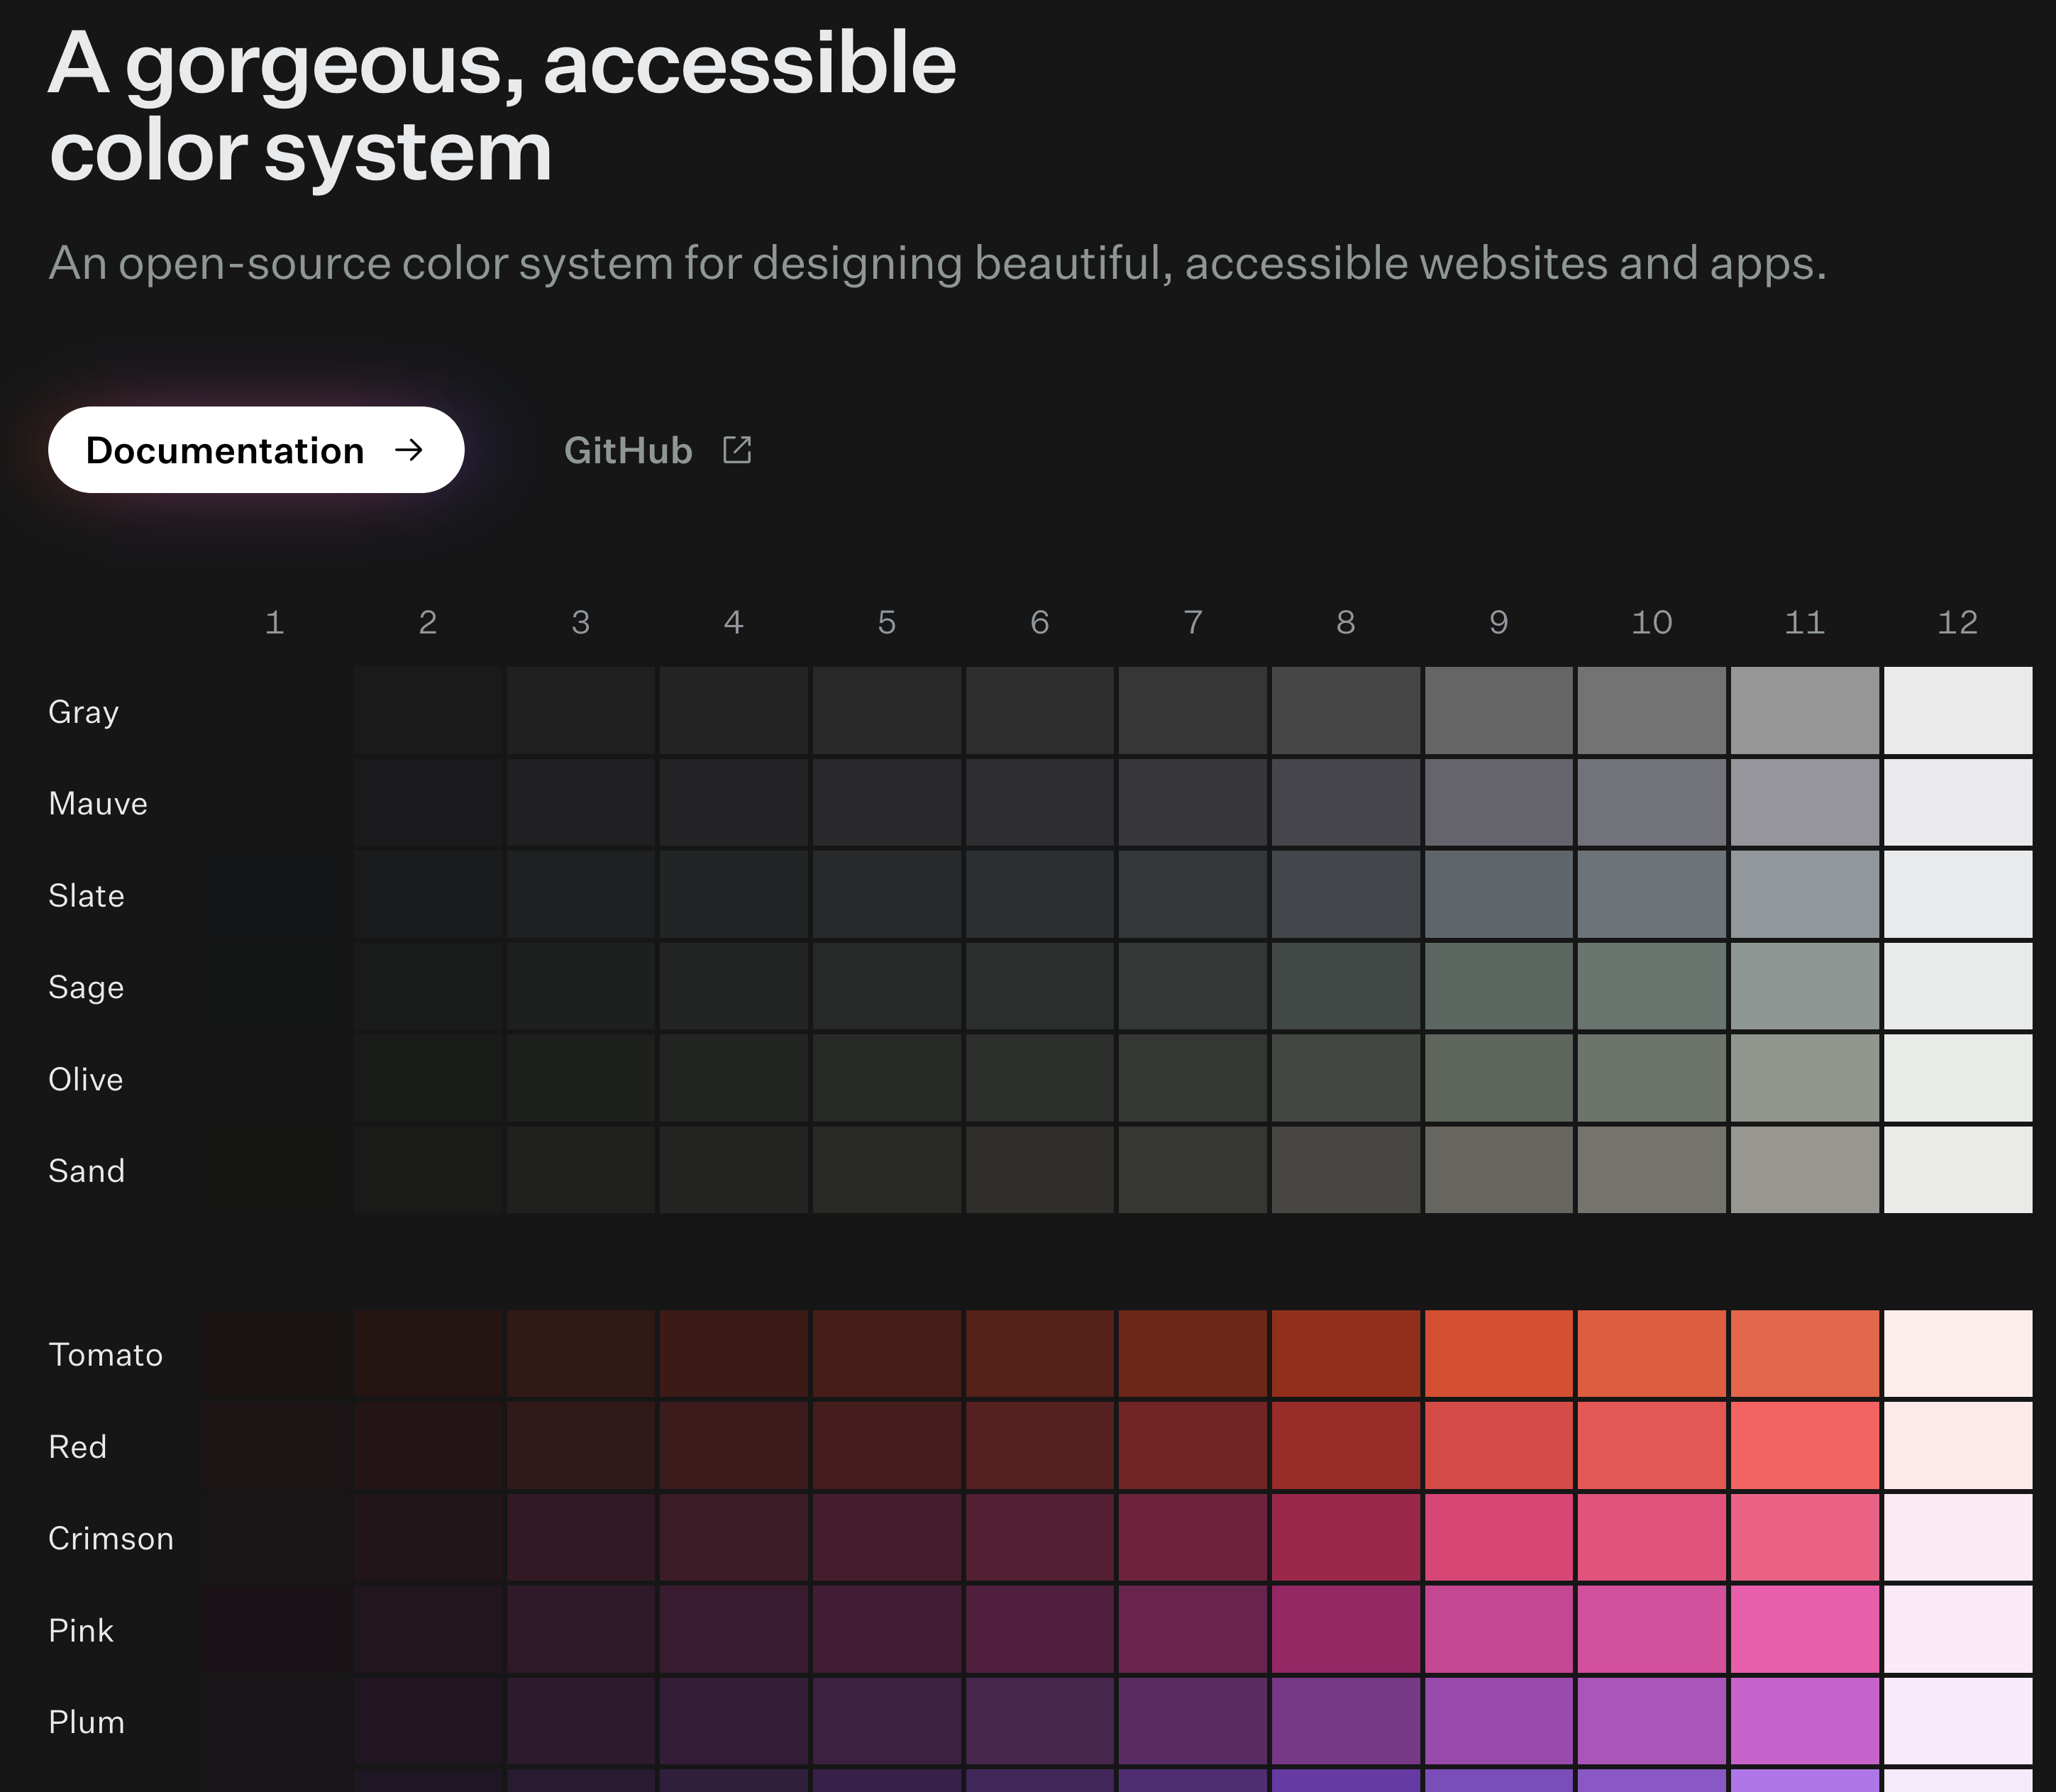 A gorgeous, accessible
color system
An open-source color system for designing beautiful, accessible websites and apps.
Documentation →
GitHub
1 2 3 4 5 6 7 8 9 10 11 12
Gray
Mauve
Slate
Sage
Olive
Sand
Tomato
Red
Crimson
Pink
Plum